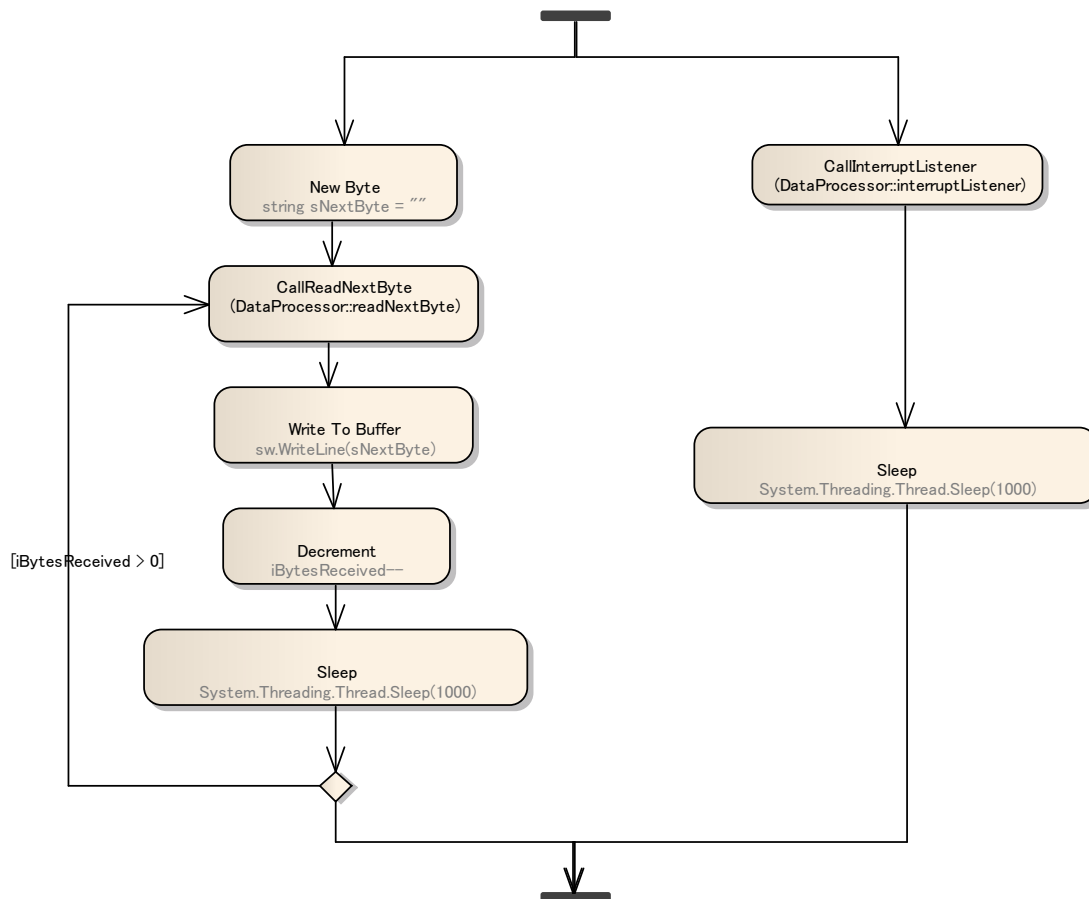 New Byte
string sNextByte = ""
CallInterruptListener
(DataProcessor::interruptListener)
CallReadNextByte
(DataProcessor::readNextByte)
Write To Buffer
sw.WriteLine(sNextByte)
Sleep
System.Threading.Thread.Sleep(1000)
Decrement
iBytesReceived--
[iBytesReceived > 0]
Sleep
System.Threading.Thread.Sleep(1000)